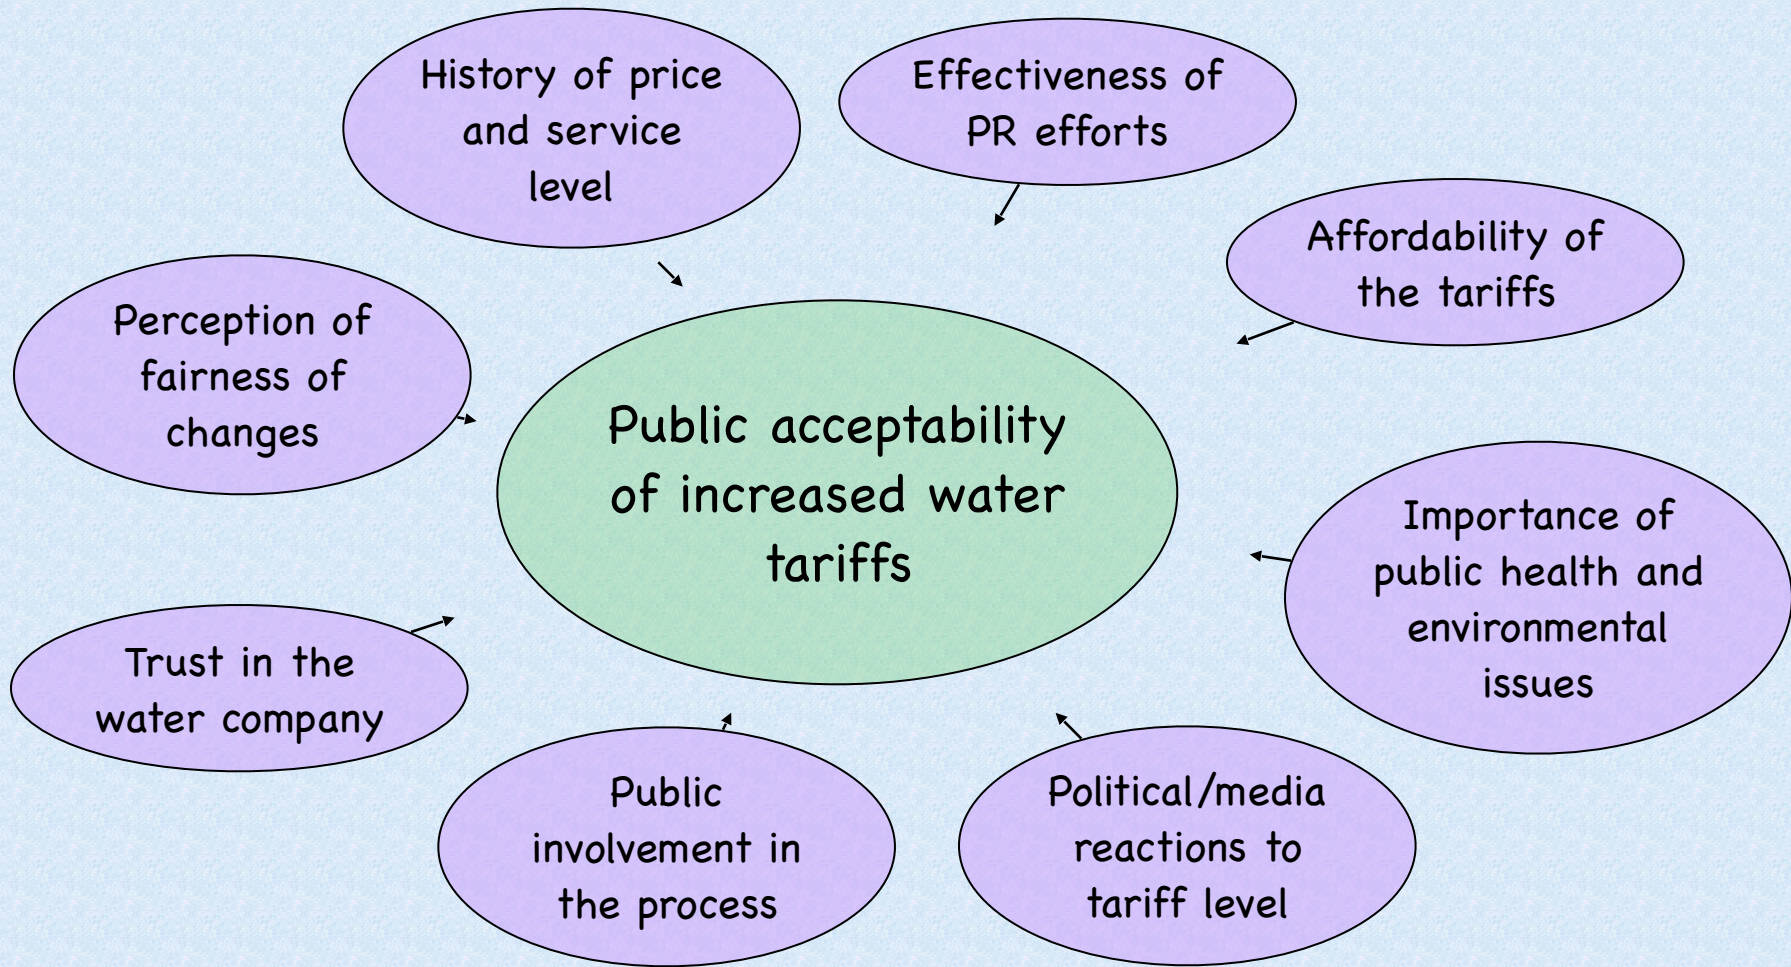 History of price
and service
level
Effectiveness of
PR efforts
Affordability of
the tariffs
Perception of
fairness of
changes
Public acceptability
of increased water
tariffs
Importance of
public health and
environmental
issues
Trust in the
water company
Public
involvement in
the process
Political/media
reactions to
tariff level